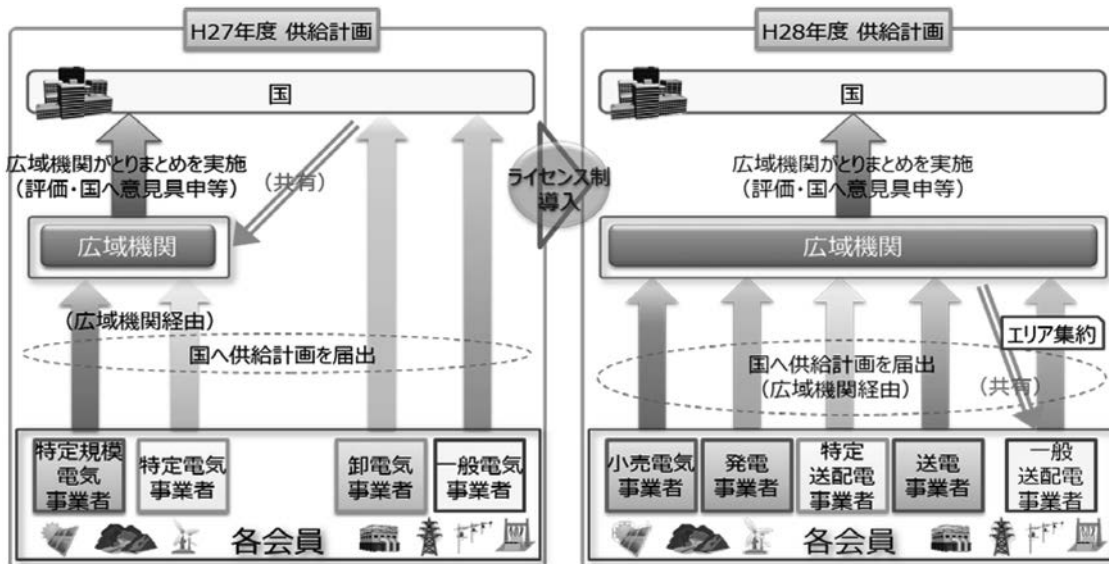 H27年度 供給計画
国
広域機関がとりまとめを実施
（評価・国へ意見具申等）
（共有）
広域機関
（広域機関経由）
国へ供給計画を届出
特定規模
電気
事業者
特定電気
事業者
卸電気
事業者
一般電気
事業者
各会員
ライセンス制
導入
H28年度 供給計画
国
広域機関がとりまとめを実施
（評価・国へ意見具申等）
広域機関
エリア集約
国へ供給計画を届出
（広域機関経由）
（共有）
小売電気
事業者
発電
事業者
特定
送配電
事業者
送電
事業者
一般
送配電
事業者
各会員